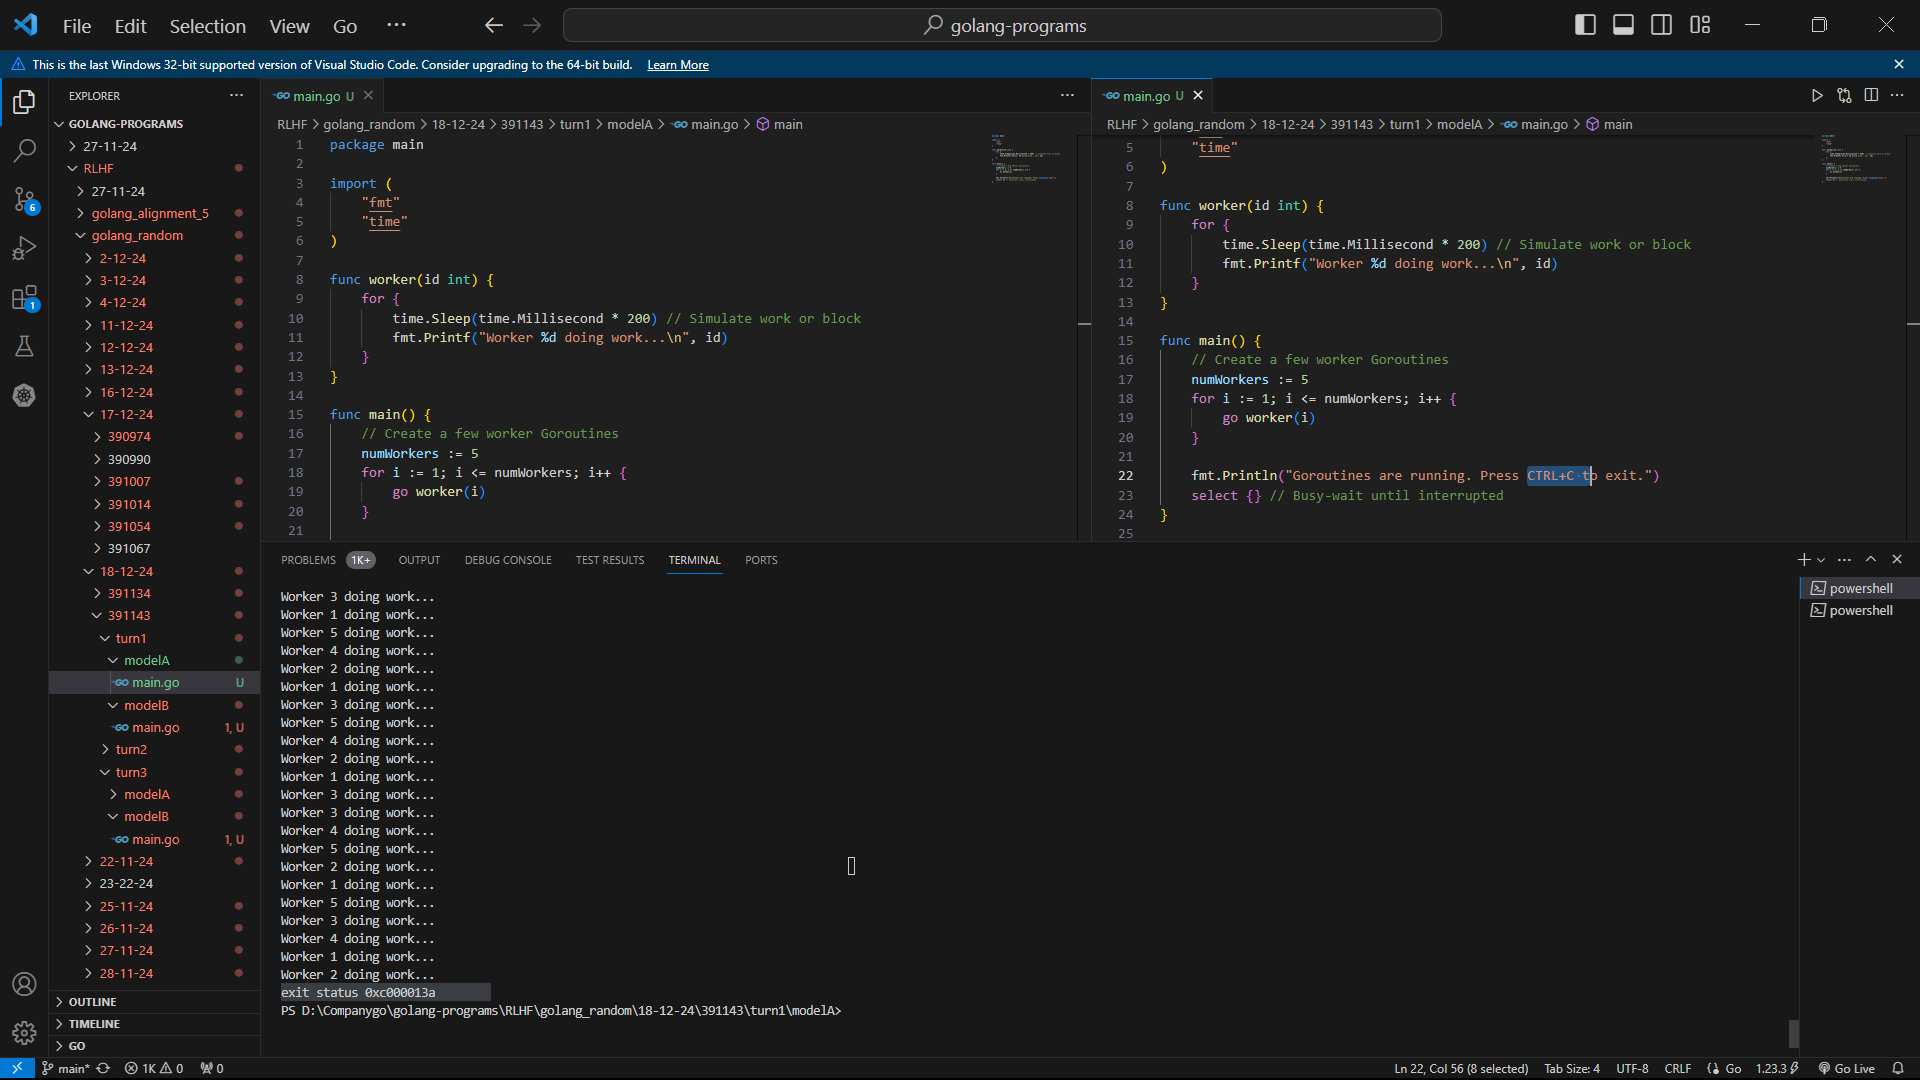 File Edit Selection View Go ···
golang-programs
This is the last Windows 32-bit supported version of Visual Studio Code. Consider upgrading to the 64-bit build. Learn More
EXPLORER
GOLANG-PROGRAMS
27-11-24
RLHF
27-11-24
golang_alignment_5
golang_random
2-12-24
3-12-24
4-12-24
11-12-24
12-12-24
13-12-24
16-12-24
17-12-24
390974
390990
391007
391014
391054
391067
18-12-24
391134
391143
turn1
modelA
GO main.go U
modelB
GO main.go 1, U
turn2
turn3
modelA
modelB
GO main.go 1, U
22-11-24
23-22-24
25-11-24
26-11-24
27-11-24
28-11-24
OUTLINE
TIMELINE
GO
6
1
GO main.go U
RLHF > golang_random > 18-12-24 > 391143 > turn1 > modelA > GO main.go > main
1 package main
2
3 import (
4 "fmt"
5 "time"
6 )
7
8 func worker(id int) {
9 for {
10 time.Sleep(time.Millisecond * 200) // Simulate work or block
11 fmt.Printf("Worker %d doing work...\n", id)
12 }
13 }
14
15 func main() {
16 // Create a few worker Goroutines
17 numWorkers := 5
18 for i := 1; i <= numWorkers; i++ {
19 go worker(i)
20 }
21
GO main.go U
RLHF > golang_random > 18-12-24 > 391143 > turn1 > modelA > GO main.go > main
5 "time"
6 )
7
8 func worker(id int) {
9 for {
10 time.Sleep(time.Millisecond * 200) // Simulate work or block
11 fmt.Printf("Worker %d doing work...\n", id)
12 }
13 }
14
15 func main() {
16 // Create a few worker Goroutines
17 numWorkers := 5
18 for i := 1; i <= numWorkers; i++ {
19 go worker(i)
20 }
21
22 fmt.Println("Goroutines are running. Press CTRL+C to exit.")
23 select {} // Busy-wait until interrupted
24 }
25
PROBLEMS 1K+ OUTPUT DEBUG CONSOLE TEST RESULTS TERMINAL PORTS
Worker 3 doing work...
Worker 1 doing work...
Worker 5 doing work...
Worker 4 doing work...
Worker 2 doing work...
Worker 1 doing work...
Worker 3 doing work...
Worker 5 doing work...
Worker 4 doing work...
Worker 2 doing work...
Worker 1 doing work...
Worker 3 doing work...
Worker 3 doing work...
Worker 4 doing work...
Worker 5 doing work...
Worker 2 doing work...
Worker 1 doing work...
Worker 5 doing work...
Worker 3 doing work...
Worker 4 doing work...
Worker 1 doing work...
Worker 2 doing work...
exit status 0xc000013a
PS D:\Companygo\golang-programs\RLHF\golang_random\18-12-24\391143\turn1\modelA>
powershell
powershell
main* 1K 0 0 Ln 22, Col 56 (8 selected) Tab Size: 4 UTF-8 CRLF Go 1.23.3 Go Live